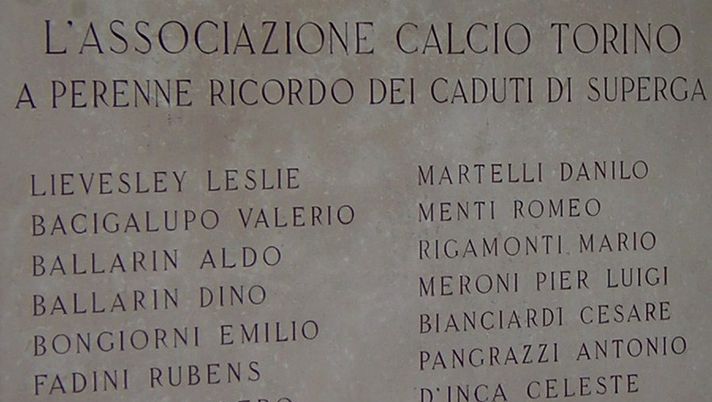 L'ASSOCIAZIONE CALCIO TORINO
A PERENNE RICORDO DEI CADUTI DI SUPERGA
LIEVESLEY LESLIE
BACIGALUPO VALERIO
BALLARIN ALDO
BALLARIN DINO
BONGIORNI EMILIO
FADINI RUBENS
MARTELLI DANILO
MENTI ROMEO
RIGAMONTI MARIO
MERONI PIER LUIGI
BIANCIARDI CESARE
PANGRAZZI ANTONIO
D'INCA CELESTE